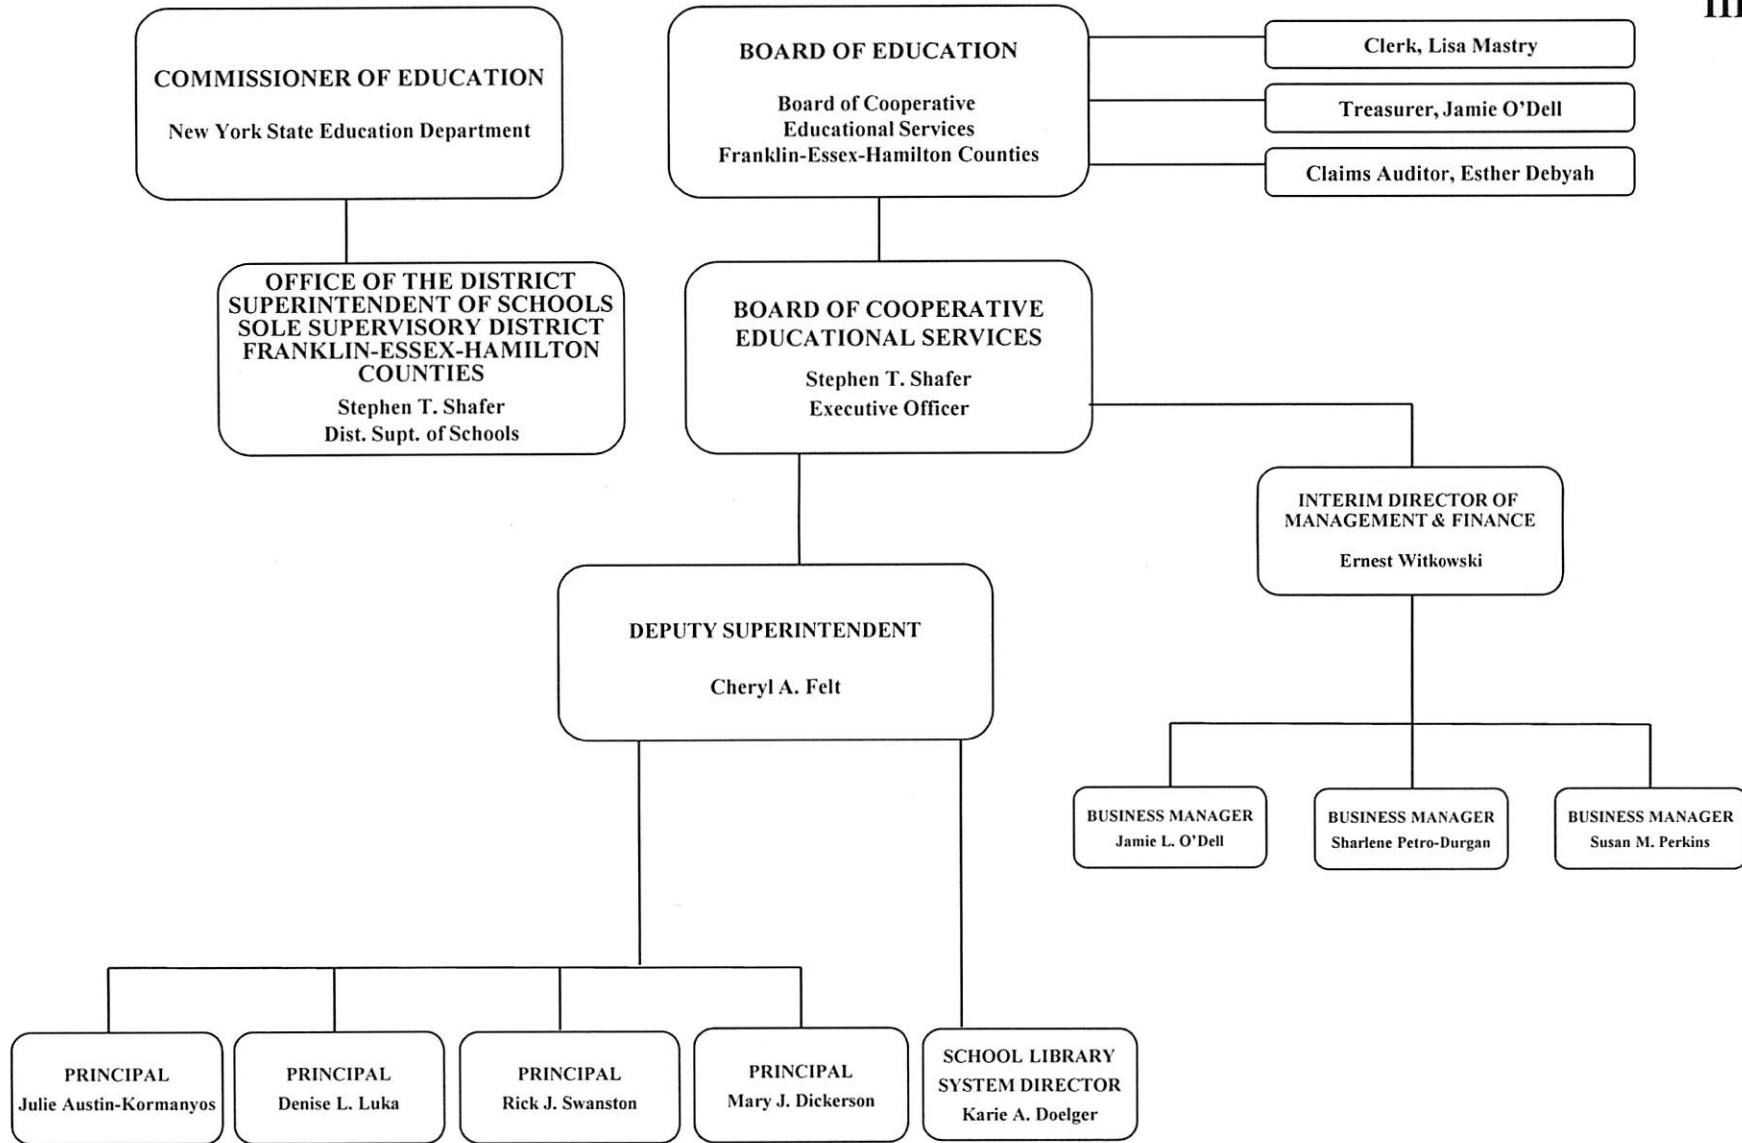 III
COMMISSIONER OF EDUCATION
New York State Education Department
BOARD OF EDUCATION
Board of Cooperative
Educational Services
Franklin-Essex-Hamilton Counties
Clerk, Lisa Mastry
Treasurer, Jamie O'Dell
Claims Auditor, Esther Debyah
OFFICE OF THE DISTRICT
SUPERINTENDENT OF SCHOOLS
SOLE SUPERVISORY DISTRICT
FRANKLIN-ESSEX-HAMILTON
COUNTIES
Stephen T. Shafer
Dist. Supt. of Schools
BOARD OF COOPERATIVE
EDUCATIONAL SERVICES
Stephen T. Shafer
Executive Officer
INTERIM DIRECTOR OF
MANAGEMENT & FINANCE
Ernest Witkowski
DEPUTY SUPERINTENDENT
Cheryl A. Felt
BUSINESS MANAGER
Jamie L. O'Dell
BUSINESS MANAGER
Sharlene Petro-Durgan
BUSINESS MANAGER
Susan M. Perkins
PRINCIPAL
Julie Austin-Kormanyos
PRINCIPAL
Denise L. Luka
PRINCIPAL
Rick J. Swanston
PRINCIPAL
Mary J. Dickerson
SCHOOL LIBRARY
SYSTEM DIRECTOR
Karie A. Doelger